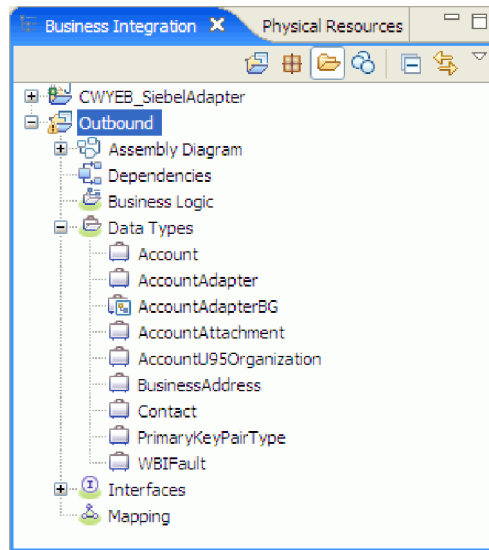 Business Integration Physical Resources
CWYEB_SiebelAdapter
Outbound
Assembly Diagram
Dependencies
Business Logic
Data Types
Account
AccountAdapter
AccountAdapterBG
AccountAttachment
AccountU95Organization
BusinessAddress
Contact
PrimaryKeyPairType
WBIFault
Interfaces
Mapping